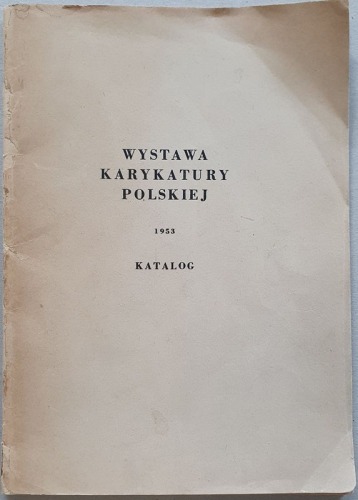 WYSTAWA
KARYKATURY
POLSKIEJ
1953
KATALOG